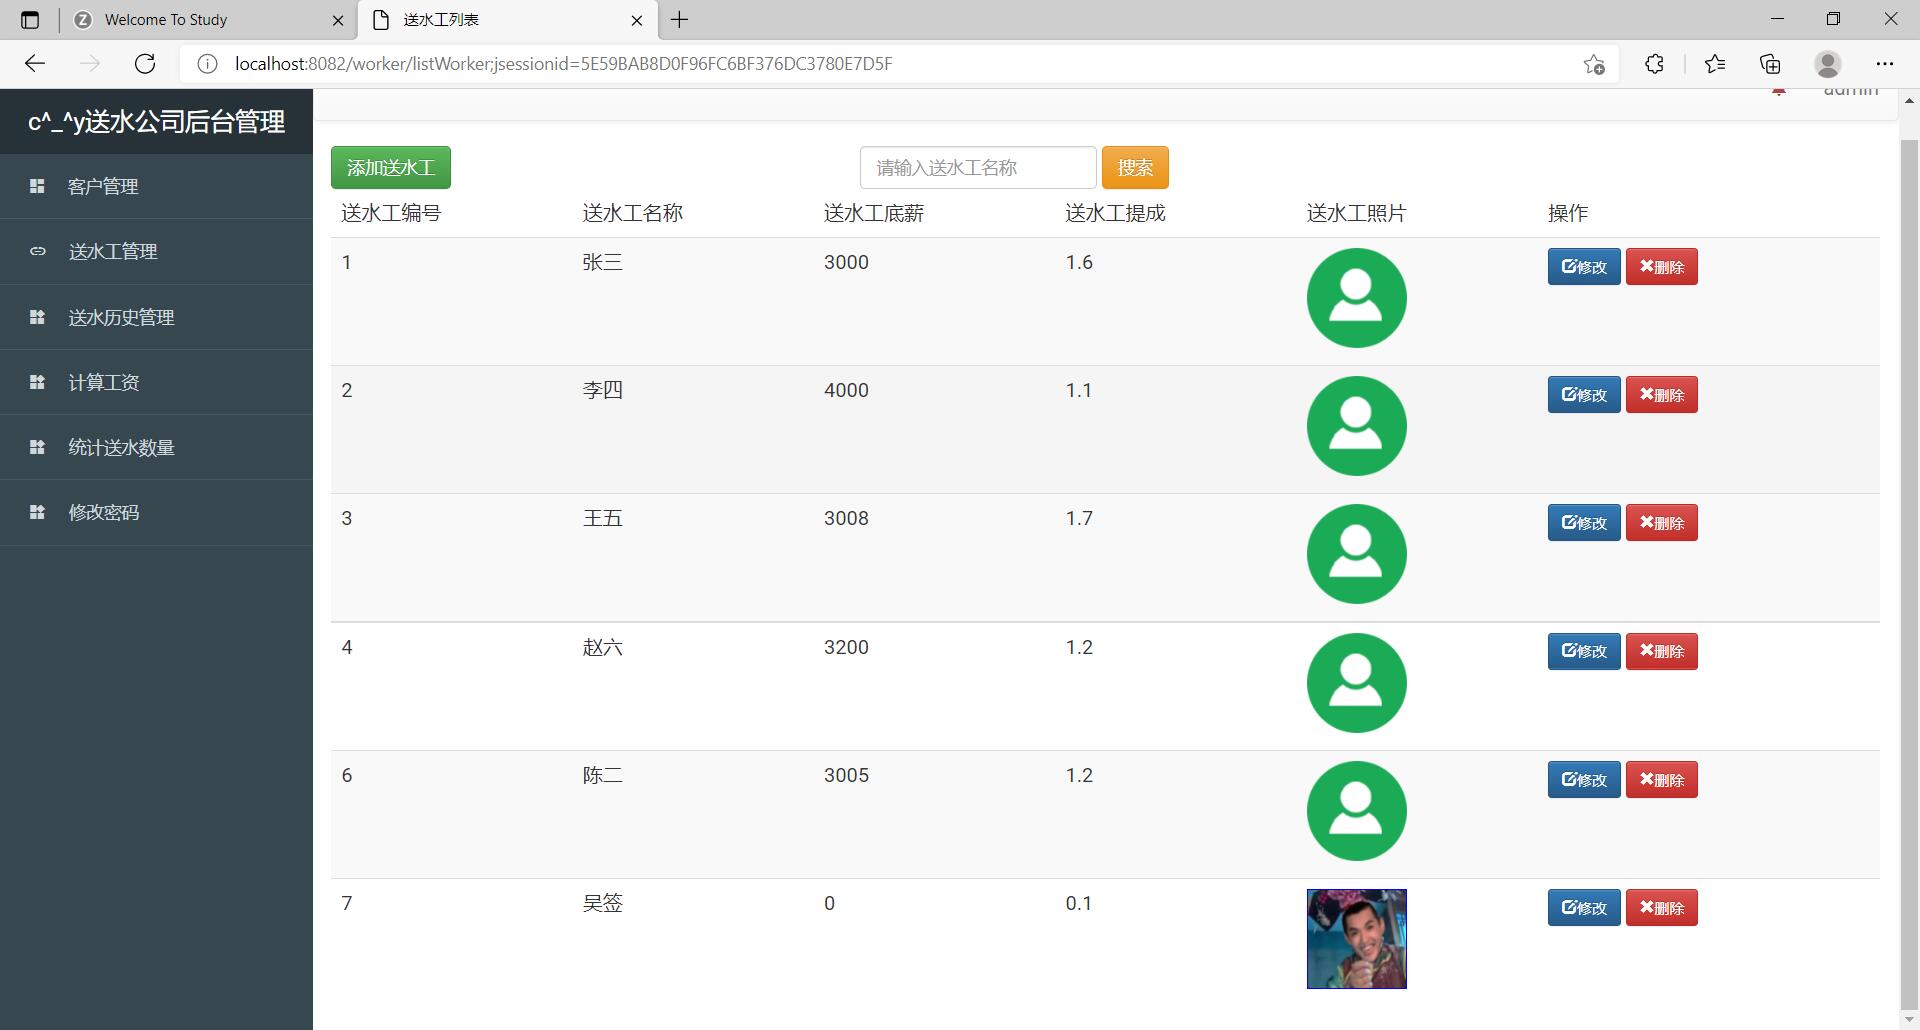 Welcome To Study
送水工列表
localhost:8082/worker/listWorker;jsessionid=5E59BAB8D0F96FC6BF376DC3780E7D5F
c^_^y送水公司后台管理
admin
客户管理
送水工管理
送水历史管理
计算工资
统计送水数量
修改密码
添加送水工 请输入送水工名称 搜索
送水工编号 送水工名称 送水工底薪 送水工提成 送水工照片 操作
1 张三 3000 1.6 修改 删除
2 李四 4000 1.1 修改 删除
3 王五 3008 1.7 修改 删除
4 赵六 3200 1.2 修改 删除
6 陈二 3005 1.2 修改 删除
7 吴签 0 0.1 修改 删除